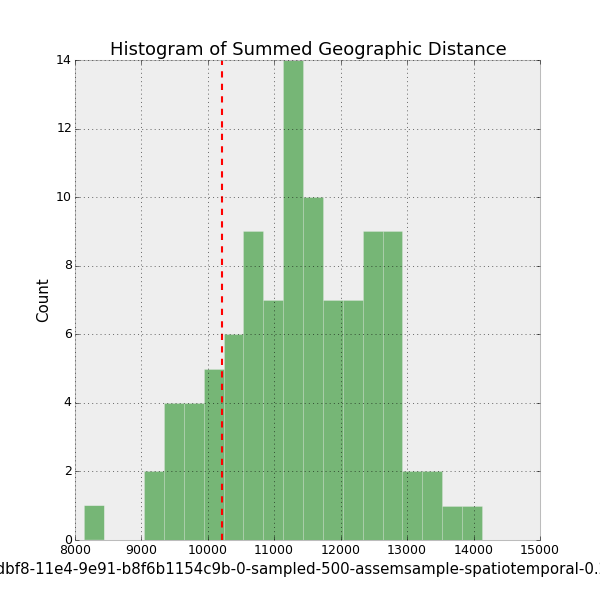 Histogram of Summed Geographic Distance
14
12
10
8
6
4
2
0
Count
8000 9000 10000 11000 12000 13000 14000 15000
dbf8-11e4-9e91-b8f6b1154c9b-0-sampled-500-assemsample-spatiotemporal-0.